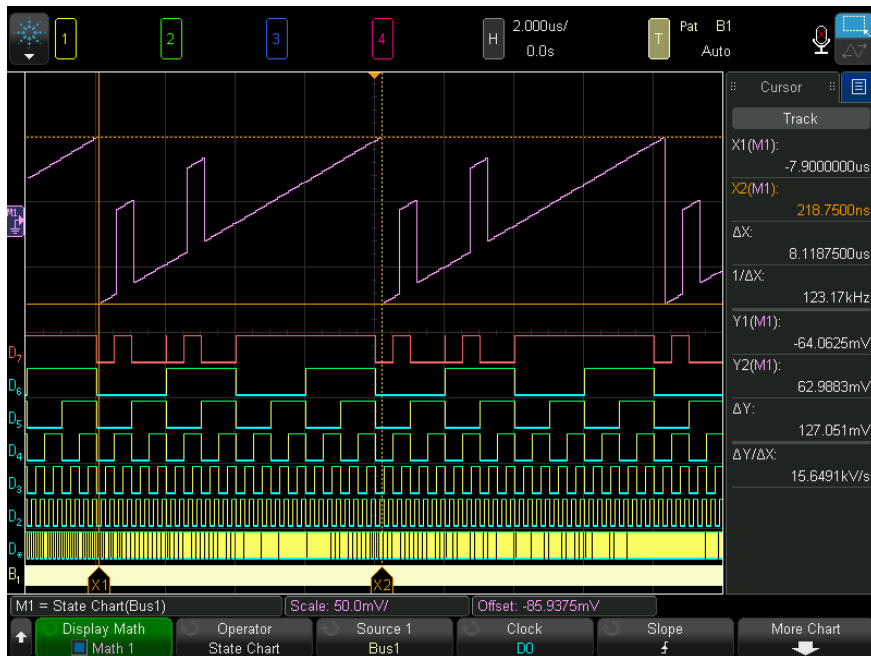 1 2 3 4 H 2.000us/ 0.0s T Pat B1 Auto
Cursor
Track
X1(M1):
-7.9000000us
X2(M1):
218.7500ns
ΔX:
8.1187500us
1/ΔX:
123.17kHz
Y1(M1):
-64.0625mV
Y2(M1):
62.9883mV
ΔY:
127.051mV
ΔY/ΔX:
15.6491kV/s
M1
D7
D6
D5
D4
D3
D2
D*
B1
X1 X2
M1 = State Chart(Bus1) Scale: 50.0mV/ Offset: -85.9375mV
Display Math Operator Source 1 Clock Slope More Chart
Math 1 State Chart Bus1 D0